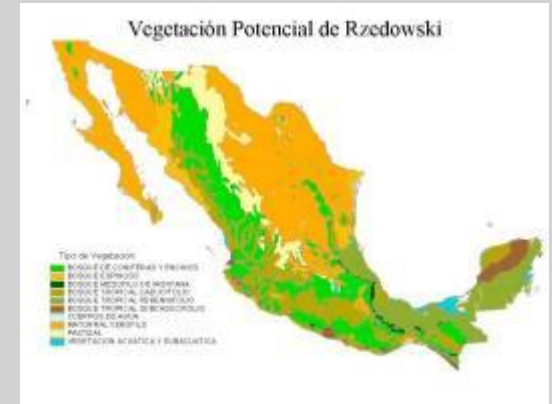 Vegetación Potencial de Rzedowski
Tipo de Vegetación
BOSQUE DE CONIFERAS Y ENCINOS
BOSQUE ESPINOSO
BOSQUE MESOFILO DE MONTAÑA
BOSQUE TROPICAL CADUCIFOLIO
BOSQUE TROPICAL PERENNIFOLIO
BOSQUE TROPICAL SUBCADUCIFOLIO
CUERPOS DE AGUA
MATORRAL XEROFILO
PASTIZAL
VEGETACION ACUATICA Y SUBACUATICA